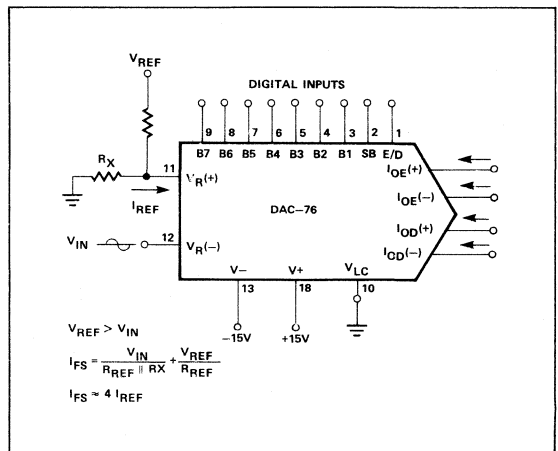 VREF
DIGITAL INPUTS
9 8 7 6 5 4 3 2 1
B7 B6 B5 B4 B3 B2 B1 SB E/D
RX
11
VR(+)
IREF
DAC-76
IOE(+)
IOE(-)
IOD(+)
IOD(-)
VIN
12
VR(-)
V- V+ VLC
13 18 10
-15V +15V
VREF > VIN
IFS = VIN / RREF || RX + VREF / RREF
IFS ≈ 4 IREF